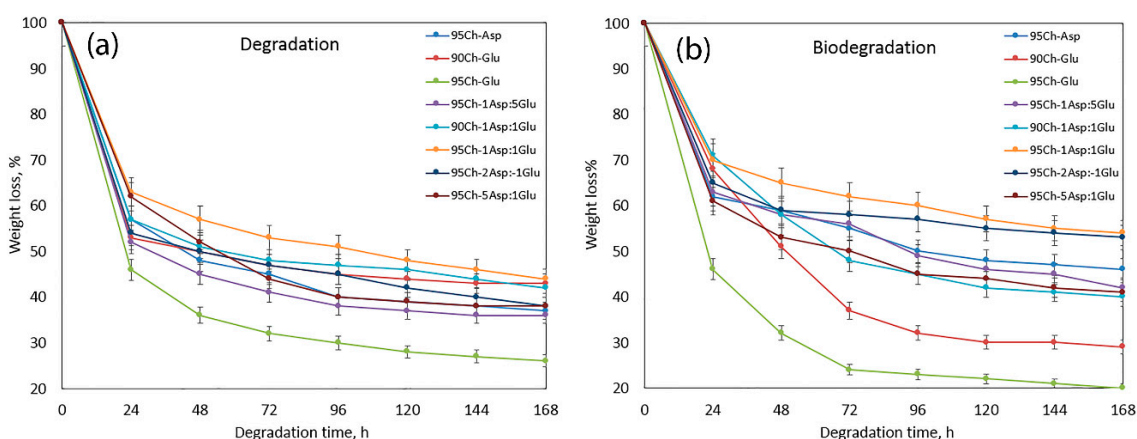 (a)
Degradation
Weight loss, %
100
90
80
70
60
50
40
30
20
0 24 48 72 96 120 144 168
Degradation time, h
95Ch-Asp
90Ch-Glu
95Ch-Glu
95Ch-1Asp:5Glu
90Ch-1Asp:1Glu
95Ch-1Asp:1Glu
95Ch-2Asp:-1Glu
95Ch-5Asp:1Glu
(b)
Biodegradation
Weight loss%
100
90
80
70
60
50
40
30
20
0 24 48 72 96 120 144 168
Degradation time, h
95Ch-Asp
90Ch-Glu
95Ch-Glu
95Ch-1Asp:5Glu
90Ch-1Asp:1Glu
95Ch-1Asp:1Glu
95Ch-2Asp:-1Glu
95Ch-5Asp:1Glu